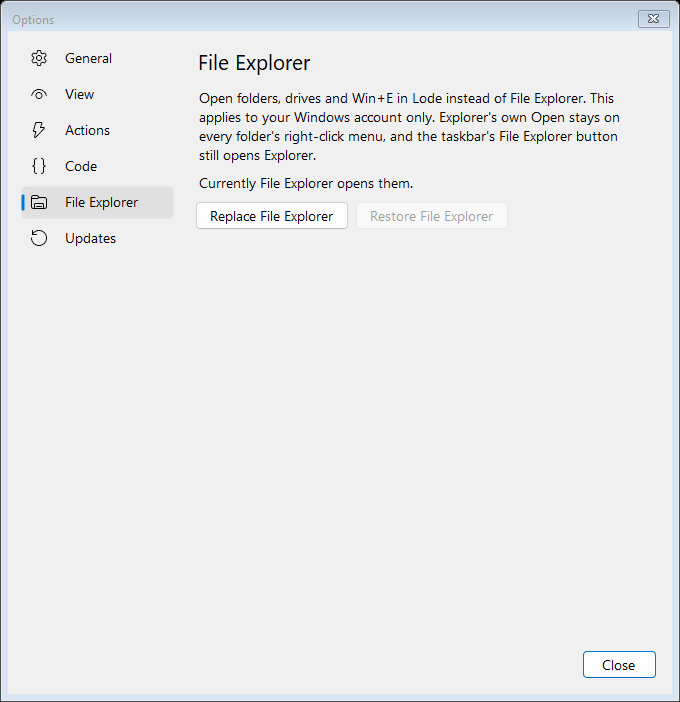 Options
General
View
Actions
{} Code
File Explorer
Updates
File Explorer
Open folders, drives and Win+E in Lode instead of File Explorer. This
applies to your Windows account only. Explorer's own Open stays on
every folder's right-click menu, and the taskbar's File Explorer button
still opens Explorer.
Currently File Explorer opens them.
Replace File Explorer
Restore File Explorer
Close